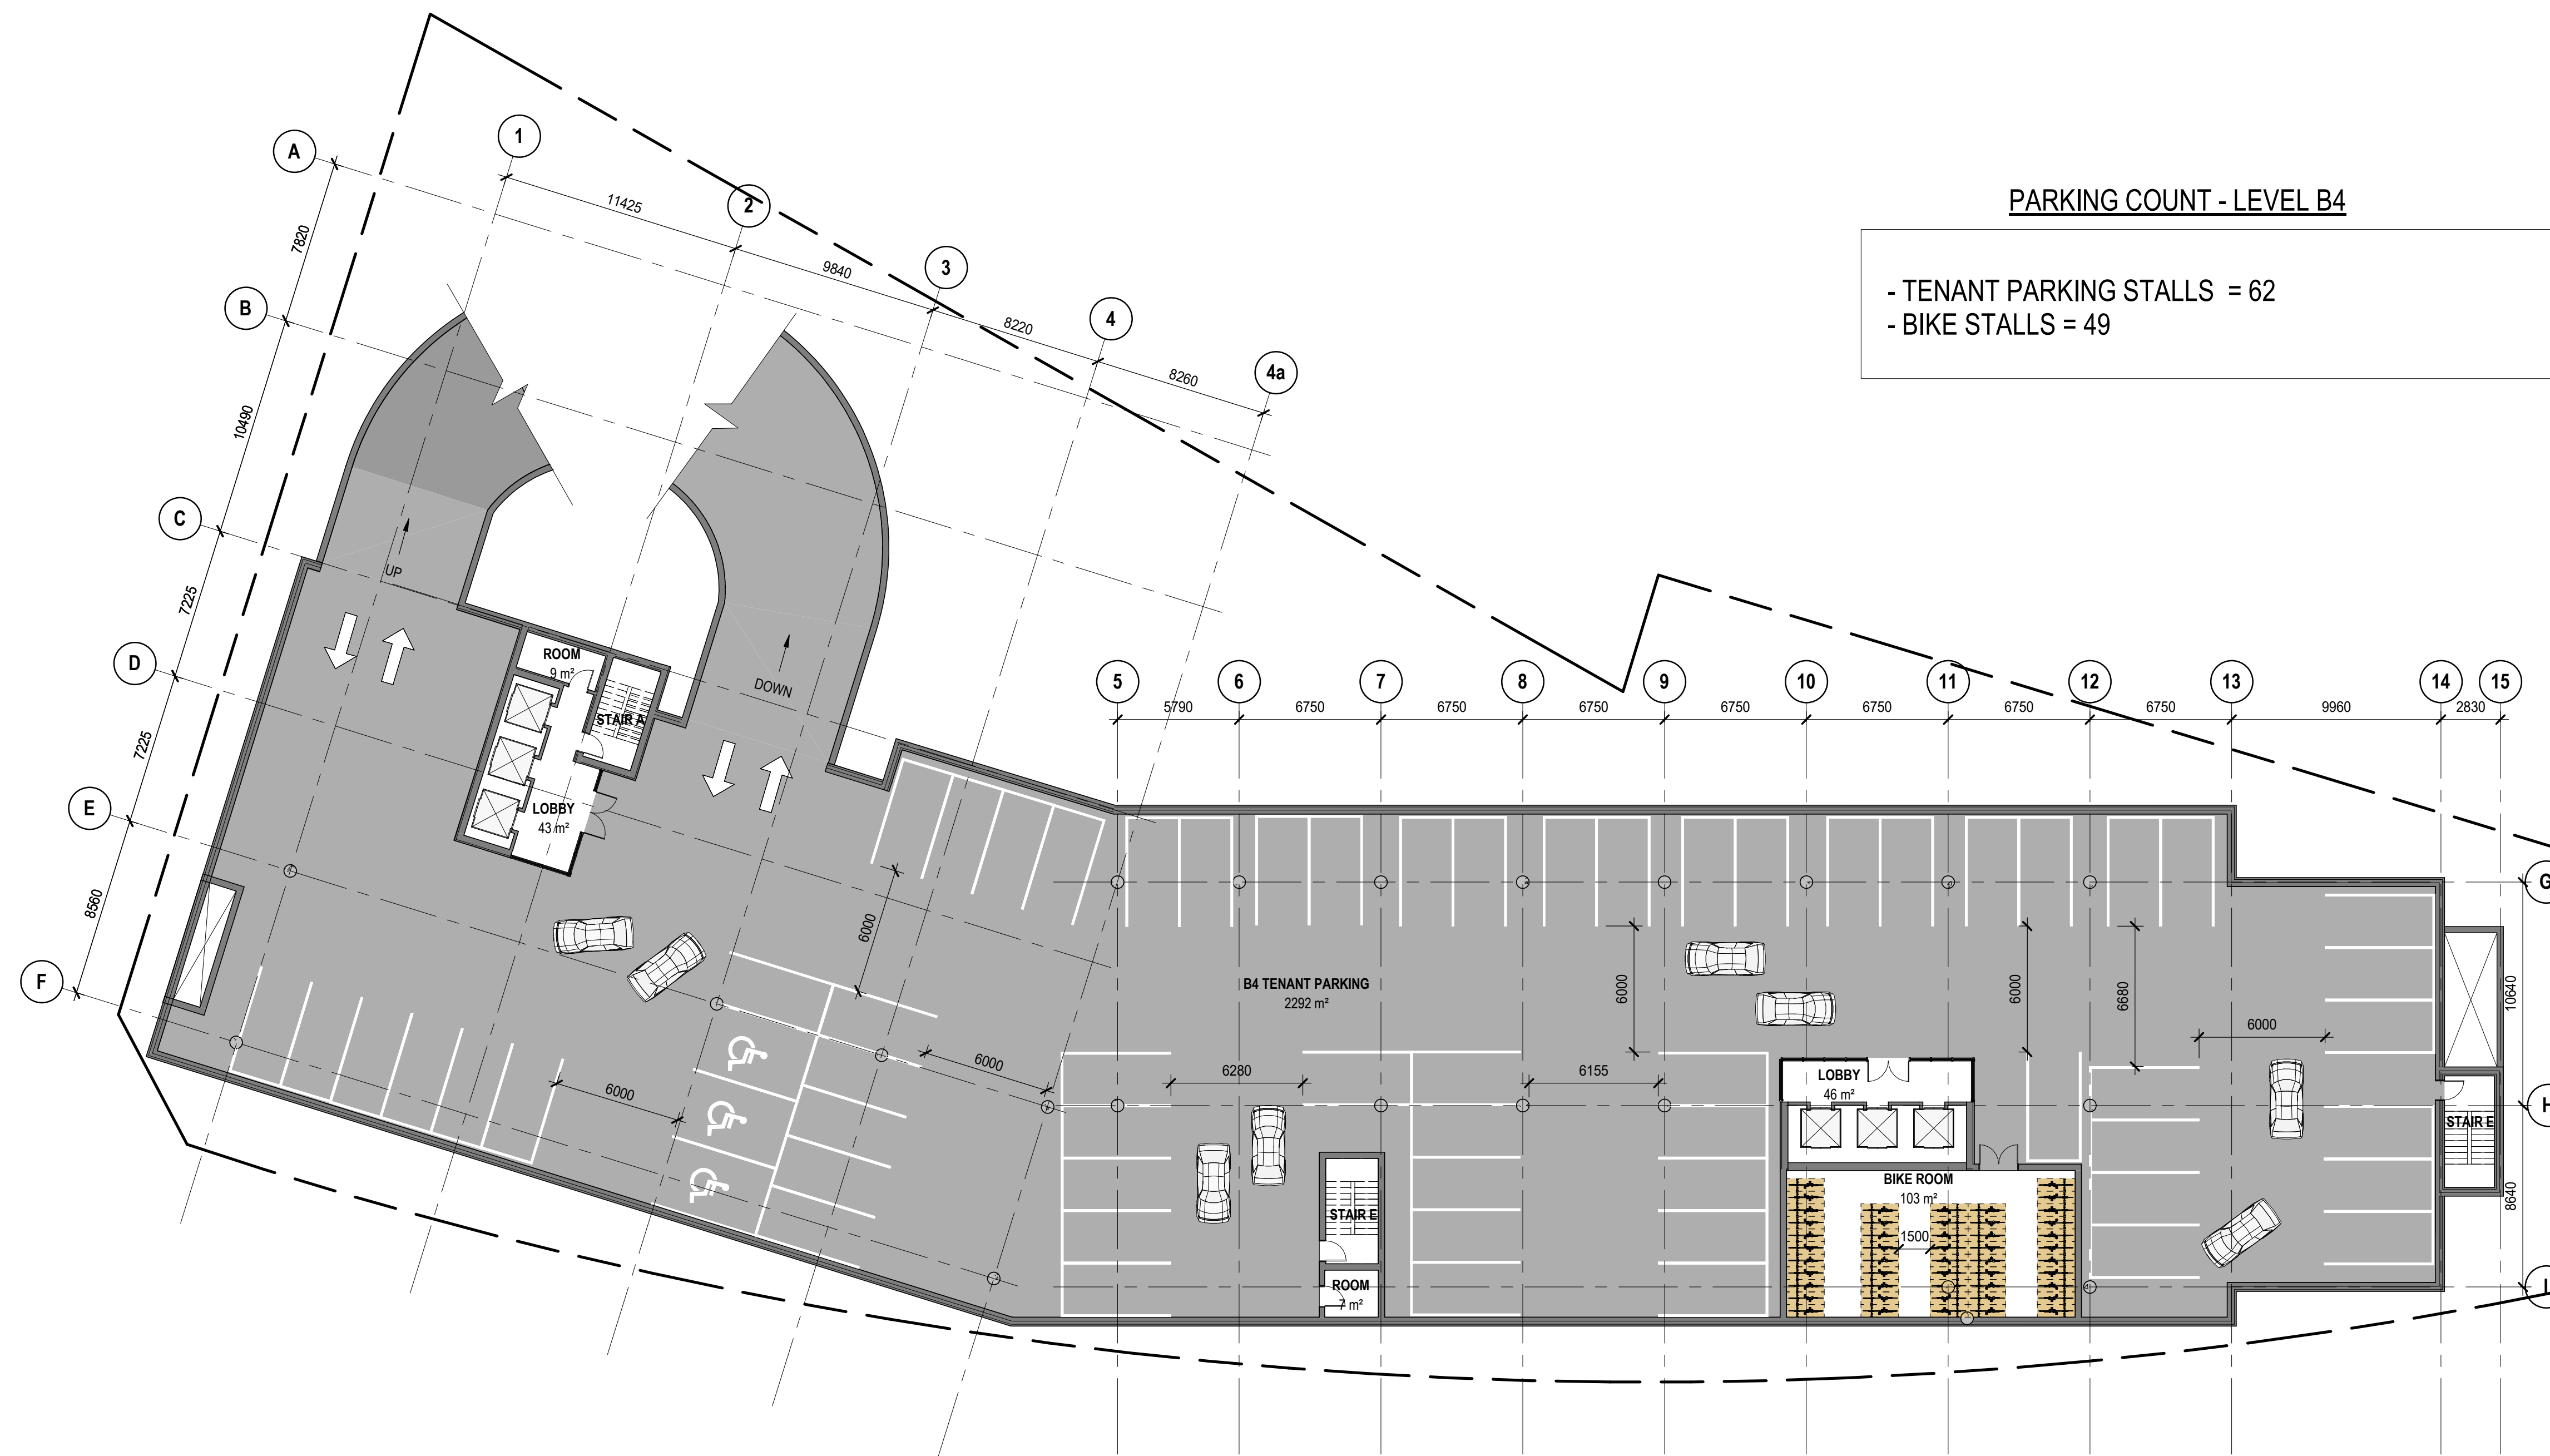 PARKING COUNT - LEVEL B4
- TENANT PARKING STALLS = 62
- BIKE STALLS = 49
A
B
C
D
E
F
7820
10490
7225
7225
8560
1
2
3
4
4a
11425
9840
8220
8260
UP
DOWN
ROOM
9 m²
STAIR A
LOBBY
43 m²
6000
6000
6000
5
6
7
8
9
10
11
12
13
14
15
5790
6750
6750
6750
6750
6750
6750
6750
9960
2830
B4 TENANT PARKING
2292 m²
6000
6000
6680
6000
6280
6155
LOBBY
46 m²
BIKE ROOM
103 m²
1500
STAIR E
ROOM
7 m²
STAIR E
10640
8640
G
H
I